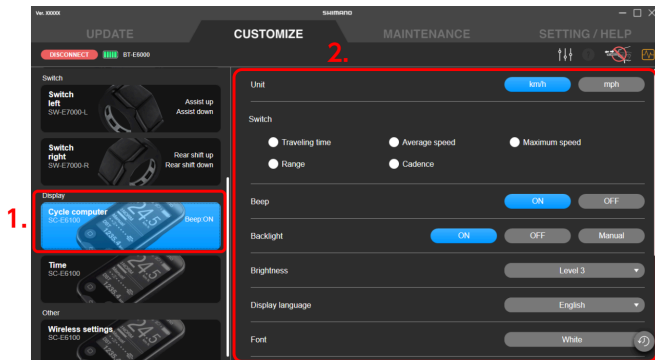 Ver. XXXXX
SHIMANO
UPDATE
CUSTOMIZE
MAINTENANCE
SETTING / HELP
DISCONNECT
BT-E6000
2.
Switch
Switch left
SW-E7000-L
Assist up
Assist down
Switch right
SW-E7000-R
Rear shift up
Rear shift down
1.
Display
Cycle computer
SC-E6100
Beep:ON
Time
SC-E6100
Other
Wireless settings
SC-E6100
Unit
km/h
mph
Switch
Traveling time
Average speed
Maximum speed
Range
Cadence
Beep
ON
OFF
Backlight
ON
OFF
Manual
Brightness
Level 3
Display language
English
Font
White